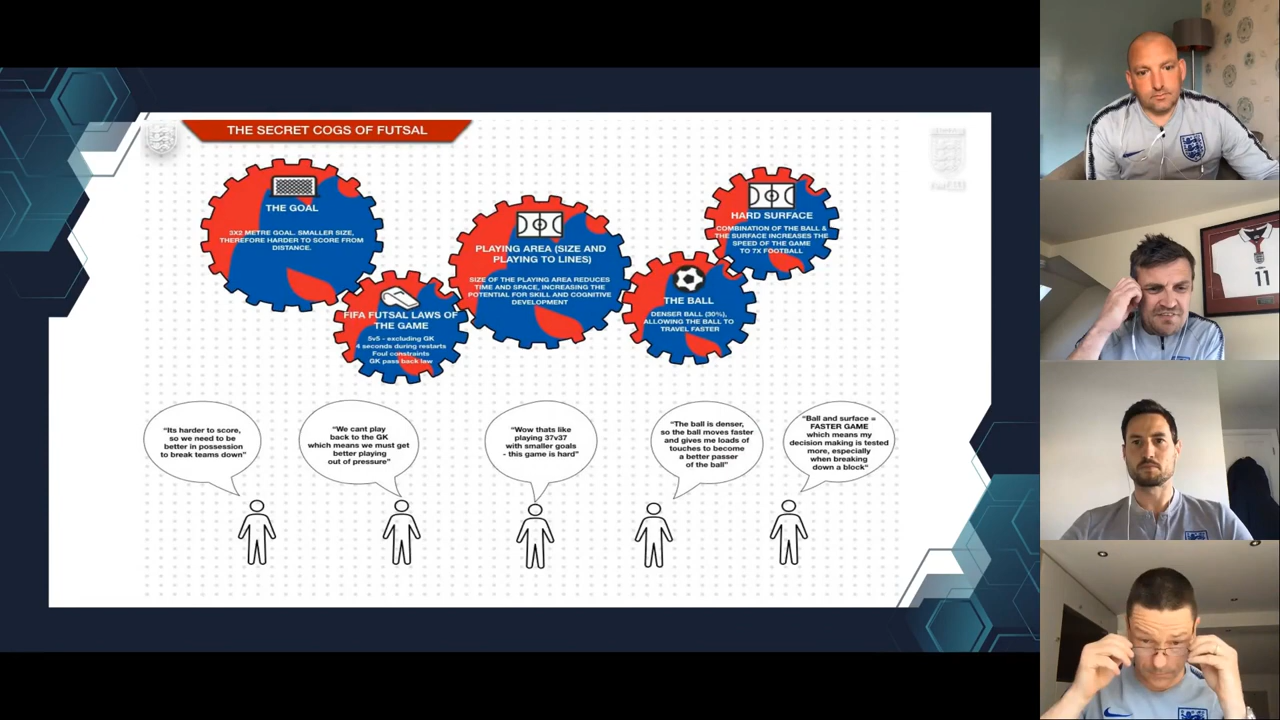 THE SECRET COGS OF FUTSAL
THE GOAL
3X2 METRE GOAL. SMALLER SIZE,
THEREFORE HARDER TO SCORE FROM
DISTANCE.
FIFA FUTSAL LAWS OF
THE GAME
5v5 - excluding GK
4 seconds during restarts
Foul constraints
GK pass back law
PLAYING AREA (SIZE AND
PLAYING TO LINES)
SIZE OF THE PLAYING AREA REDUCES
TIME AND SPACE, INCREASING THE
POTENTIAL FOR SKILL AND COGNITIVE
DEVELOPMENT
THE BALL
DENSER BALL (30%),
ALLOWING THE BALL TO
TRAVEL FASTER
HARD SURFACE
COMBINATION OF THE BALL &
THE SURFACE INCREASES THE
SPEED OF THE GAME
TO 7X FOOTBALL
"Its harder to score,
so we need to be
better in possession
to break teams down"
"We cant play
back to the GK
which means we must get
better playing
out of pressure"
"Wow thats like
playing 37v37
with smaller goals
- this game is hard"
"The ball is denser,
so the ball moves faster
and gives me loads of
touches to become
a better passer
of the ball"
"Ball and surface =
FASTER GAME
which means my
decision making is tested
more, especially
when breaking
down a block"
11